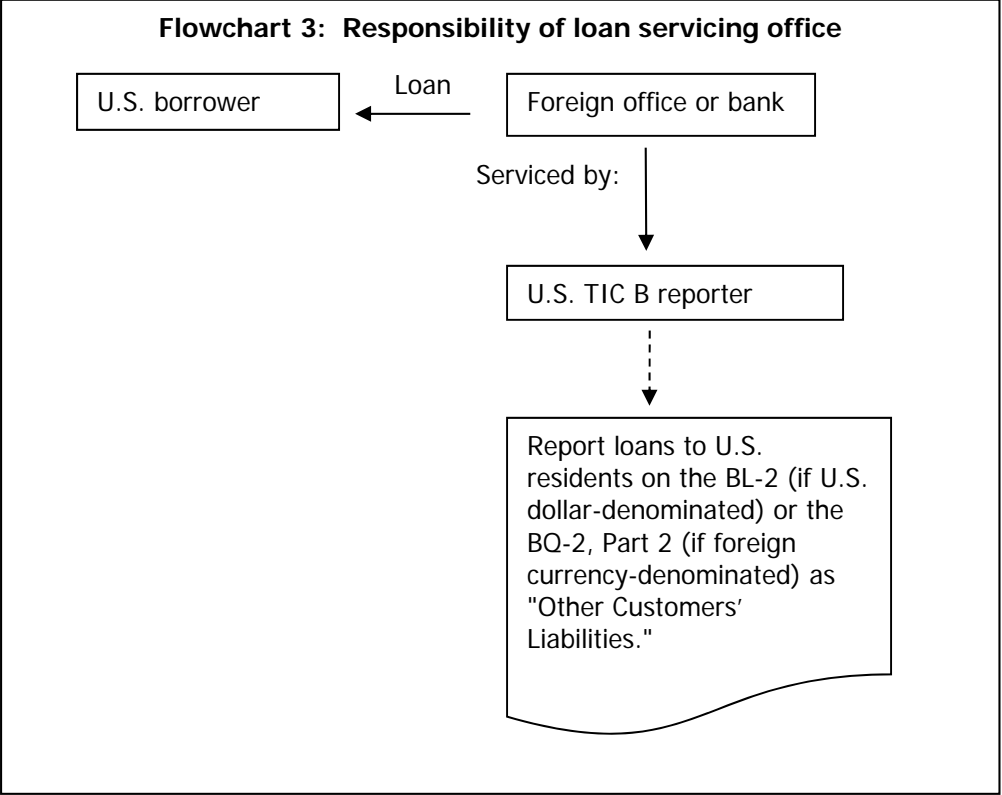 Flowchart 3:  Responsibility of loan servicing office
U.S. borrower
Loan
Foreign office or bank
Serviced by:
U.S. TIC B reporter
Report loans to U.S.
residents on the BL-2 (if U.S.
dollar-denominated) or the
BQ-2, Part 2 (if foreign
currency-denominated) as
"Other Customers’
Liabilities."